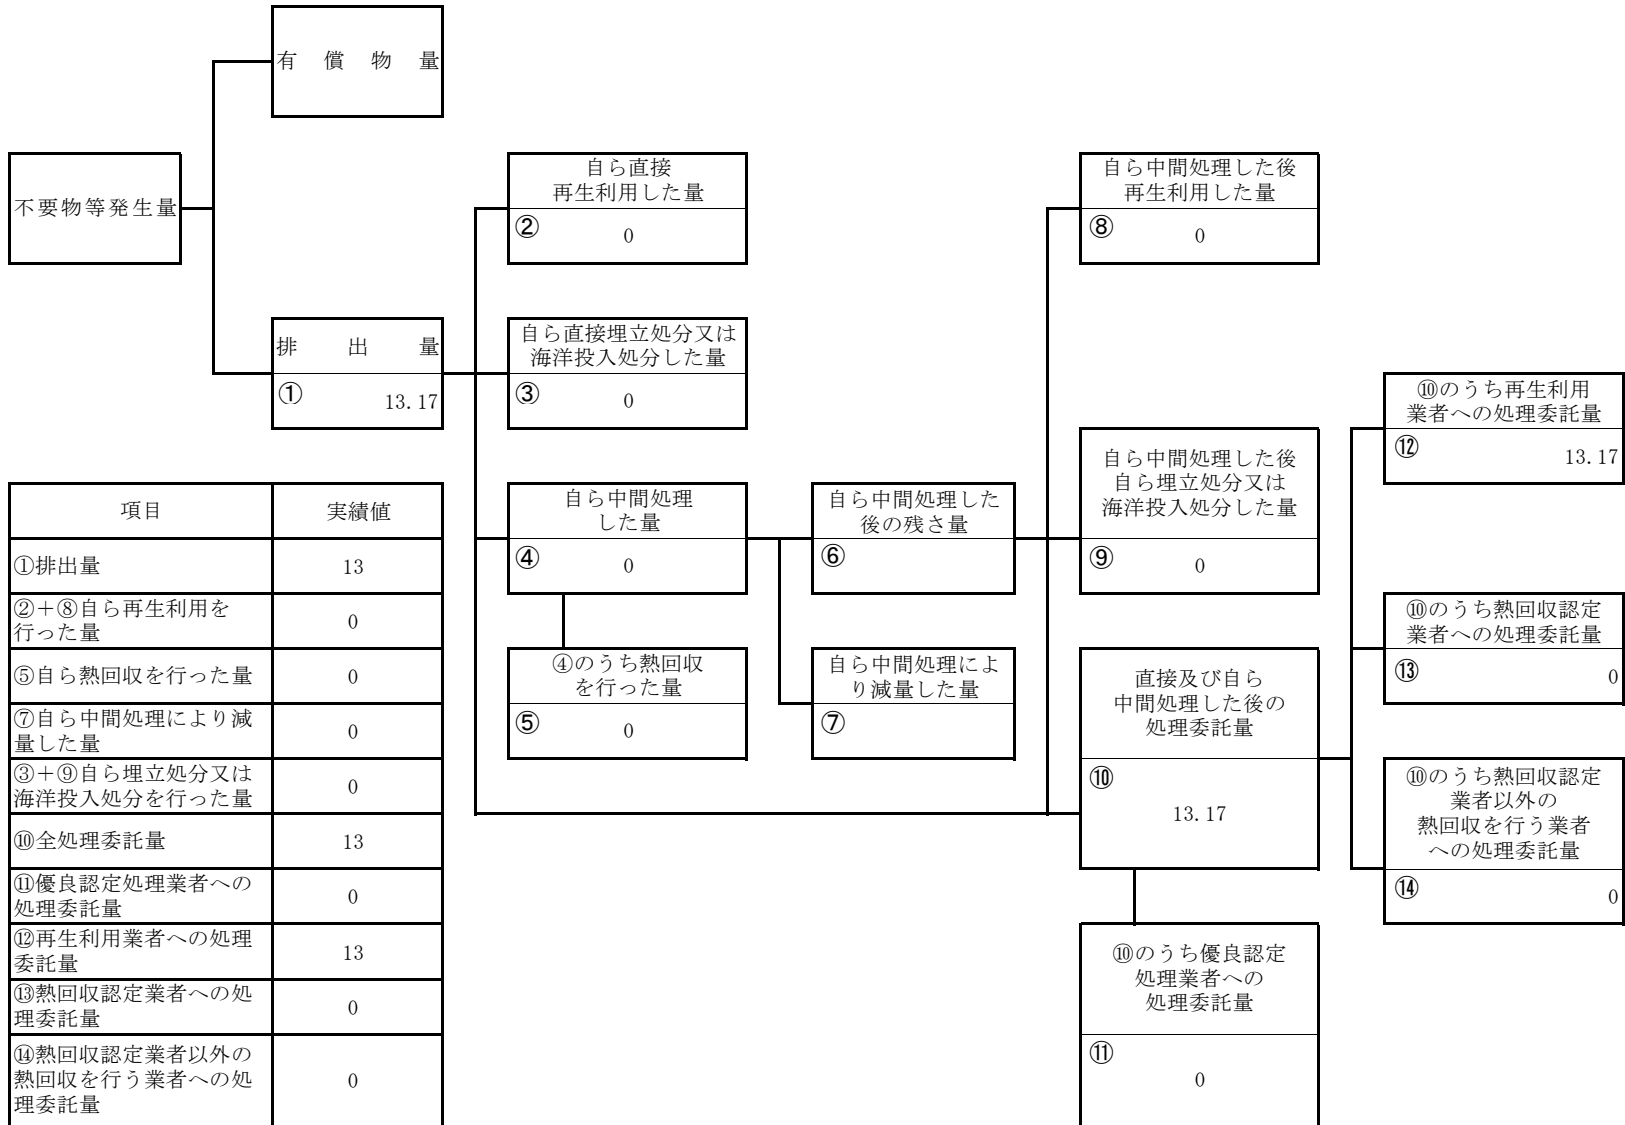 有償物量
不要物等発生量
排出量
①
13.17
自ら直接
再生利用した量
②
0
自ら直接埋立処分又は
海洋投入処分した量
③
0
自ら中間処理
した量
④
0
④のうち熱回収
を行った量
⑤
0
自ら中間処理した
後の残さ量
⑥
自ら中間処理によ
り減量した量
⑦
自ら中間処理した後
再生利用した量
⑧
0
自ら中間処理した後
自ら埋立処分又は
海洋投入処分した量
⑨
0
直接及び自ら
中間処理した後の
処理委託量
⑩
13.17
⑩のうち優良認定
処理業者への
処理委託量
⑪
0
⑩のうち再生利用
業者への処理委託量
⑫
13.17
⑩のうち熱回収認定
業者への処理委託量
⑬
0
⑩のうち熱回収認定
業者以外の
熱回収を行う業者
への処理委託量
⑭
0
項目 実績値
①排出量 13
②＋⑧自ら再生利用を
行った量 0
⑤自ら熱回収を行った量 0
⑦自ら中間処理により減
量した量 0
③＋⑨自ら埋立処分又は
海洋投入処分を行った量 0
⑩全処理委託量 13
⑪優良認定処理業者への
処理委託量 0
⑫再生利用業者への処理
委託量 13
⑬熱回収認定業者への処
理委託量 0
⑭熱回収認定業者以外の
熱回収を行う業者への処
理委託量 0